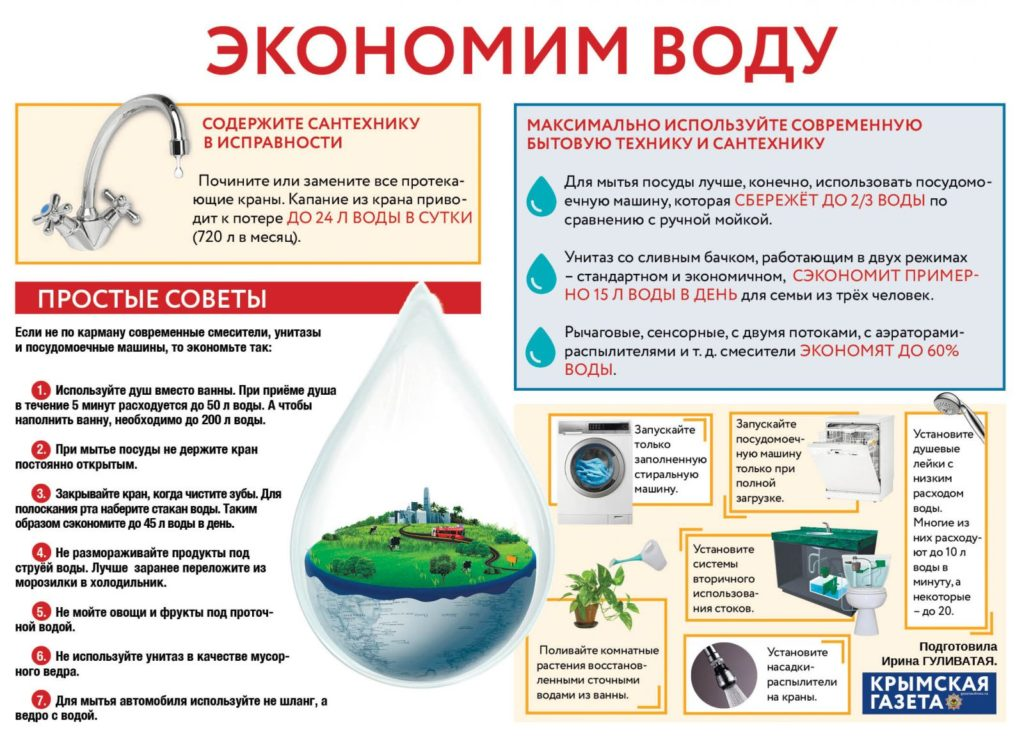 ЭКОНОМИМ ВОДУ
СОДЕРЖИТЕ САНТЕХНИКУ
В ИСПРАВНОСТИ
Почините или замените все протека-
ющие краны. Капание из крана приво-
дит к потере ДО 24 Л ВОДЫ В СУТКИ
(720 л в месяц).
ПРОСТЫЕ СОВЕТЫ
Если не по карману современные смесители, унитазы
и посудомоечные машины, то экономьте так:
1. Используйте душ вместо ванны. При приёме душа
в течение 5 минут расходуется до 50 л воды. А чтобы
наполнить ванну, необходимо до 200 л воды.
2. При мытье посуды не держите кран
постоянно открытым.
3. Закрывайте кран, когда чистите зубы. Для
полоскания рта наберите стакан воды. Таким
образом сэкономите до 45 л воды в день.
4. Не размораживайте продукты под
струёй воды. Лучше заранее переложите из
морозилки в холодильник.
5. Не мойте овощи и фрукты под проточ-
ной водой.
6. Не используйте унитаз в качестве мусор-
ного ведра.
7. Для мытья автомобиля используйте не шланг, а
ведро с водой.
МАКСИМАЛЬНО ИСПОЛЬЗУЙТЕ СОВРЕМЕННУЮ
БЫТОВУЮ ТЕХНИКУ И САНТЕХНИКУ
Для мытья посуды лучше, конечно, использовать посудомо-
ечную машину, которая СБЕРЕЖЁТ ДО 2/3 ВОДЫ по
сравнению с ручной мойкой.
Унитаз со сливным бачком, работающим в двух режимах
– стандартном и экономичном, СЭКОНОМИТ ПРИМЕР-
НО 15 Л ВОДЫ В ДЕНЬ для семьи из трёх человек.
Рычаговые, сенсорные, с двумя потоками, с аэраторами-
распылителями и т. д. смесители ЭКОНОМЯТ ДО 60%
ВОДЫ.
Запускайте
только
заполненную
стиральную
машину.
Запускайте
посудомоеч-
ную машину
только при
полной
загрузке.
Установите
душевые
лейки с
низким
расходом
воды.
Многие из
них расходу-
ют до 10 л
воды в
минуту, а
некоторые
– до 20.
Установите
системы
вторичного
использова-
ния стоков.
Поливайте комнатные
растения восстанов-
ленными сточными
водами из ванны.
Установите
насадки-
распылители
на краны.
Подготовила
Ирина ГУЛИВАТАЯ.
КРЫМСКАЯ
ГАЗЕТА